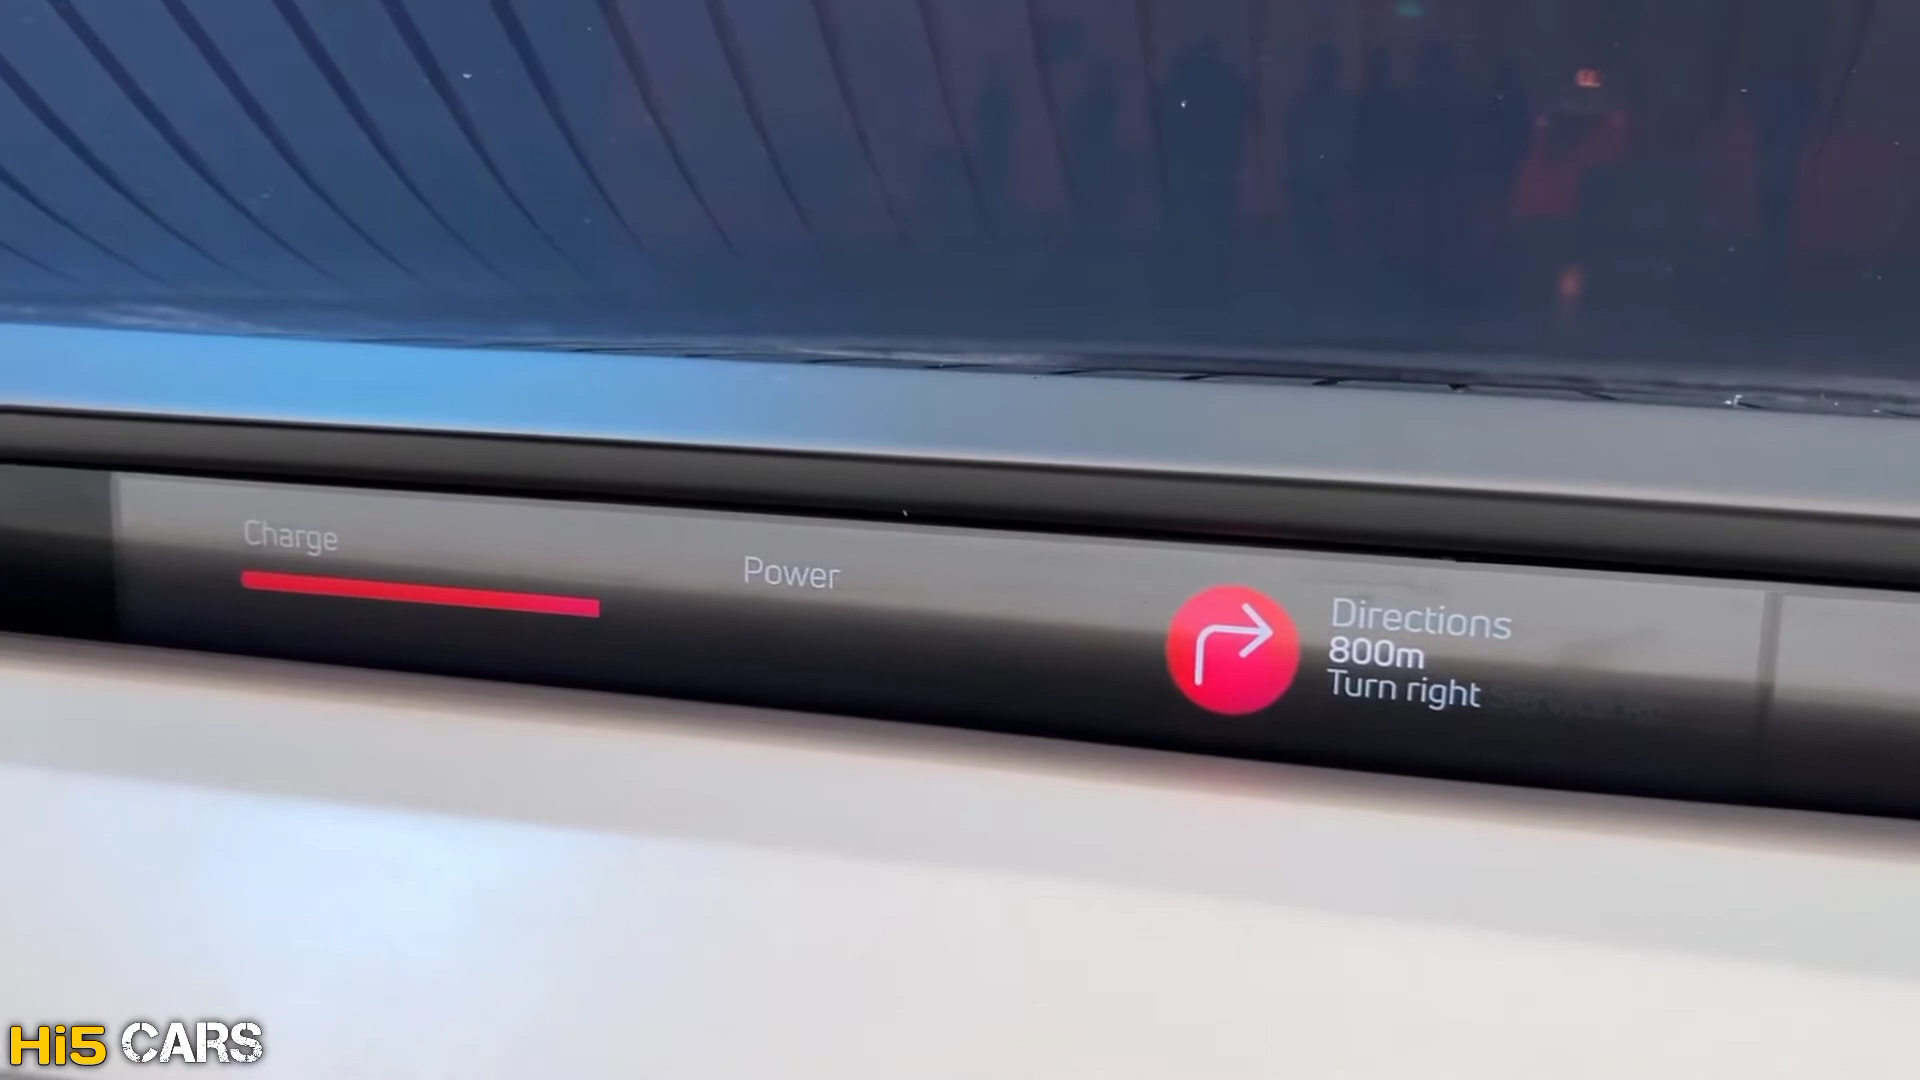 Charge
Power
Directions
800m
Turn right
Hi5 CARS